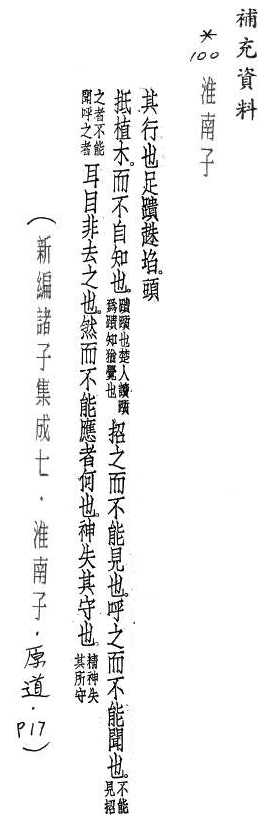 補充資料
*100 淮南子
其行也足蹪趎埳。頭
抵植木。而不自知也。蹪躓也楚人讀躓爲蹪知猶覺也招之而不能見也。呼之而不能聞也。不能見招
之者不能聞呼之者耳目非去之也。然而不能應者何也。神失其守也。精神失其所守
(新編諸子集成七·淮南子·原道·P17)